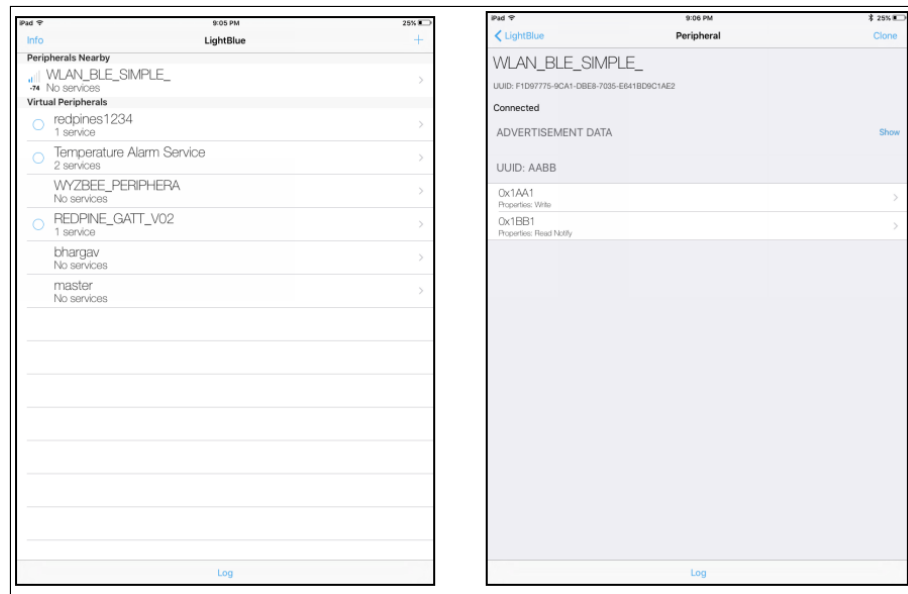 iPad 9:05 PM 25%
Info LightBlue +
Peripherals Nearby
WLAN_BLE_SIMPLE_
-74 No services
Virtual Peripherals
redpines1234
1 service
Temperature Alarm Service
2 services
WYZBEE_PERIPHERA
No services
REDPINE_GATT_V02
1 service
bhargav
No services
master
No services
Log
iPad 9:06 PM 25%
LightBlue Peripheral Clone
WLAN_BLE_SIMPLE_
UUID: F1D97775-9CA1-DBE8-7035-E641BD9C1AE2
Connected
ADVERTISEMENT DATA Show
UUID: AABB
0x1AA1
Properties: Write
0x1BB1
Properties: Read Notify
Log